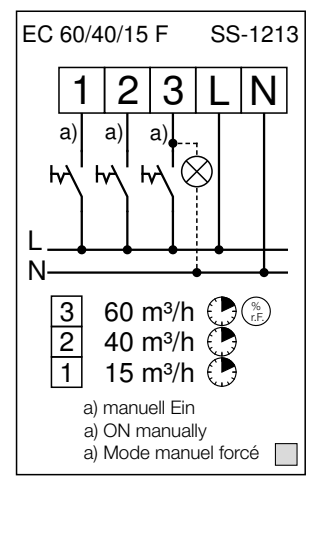 EC 60/40/15 F SS-1213
1 2 3 L N
a) a) a)
L
N
3 60 m³/h % r.F.
2 40 m³/h
1 15 m³/h
a) manuell Ein
a) ON manually
a) Mode manuel forcé